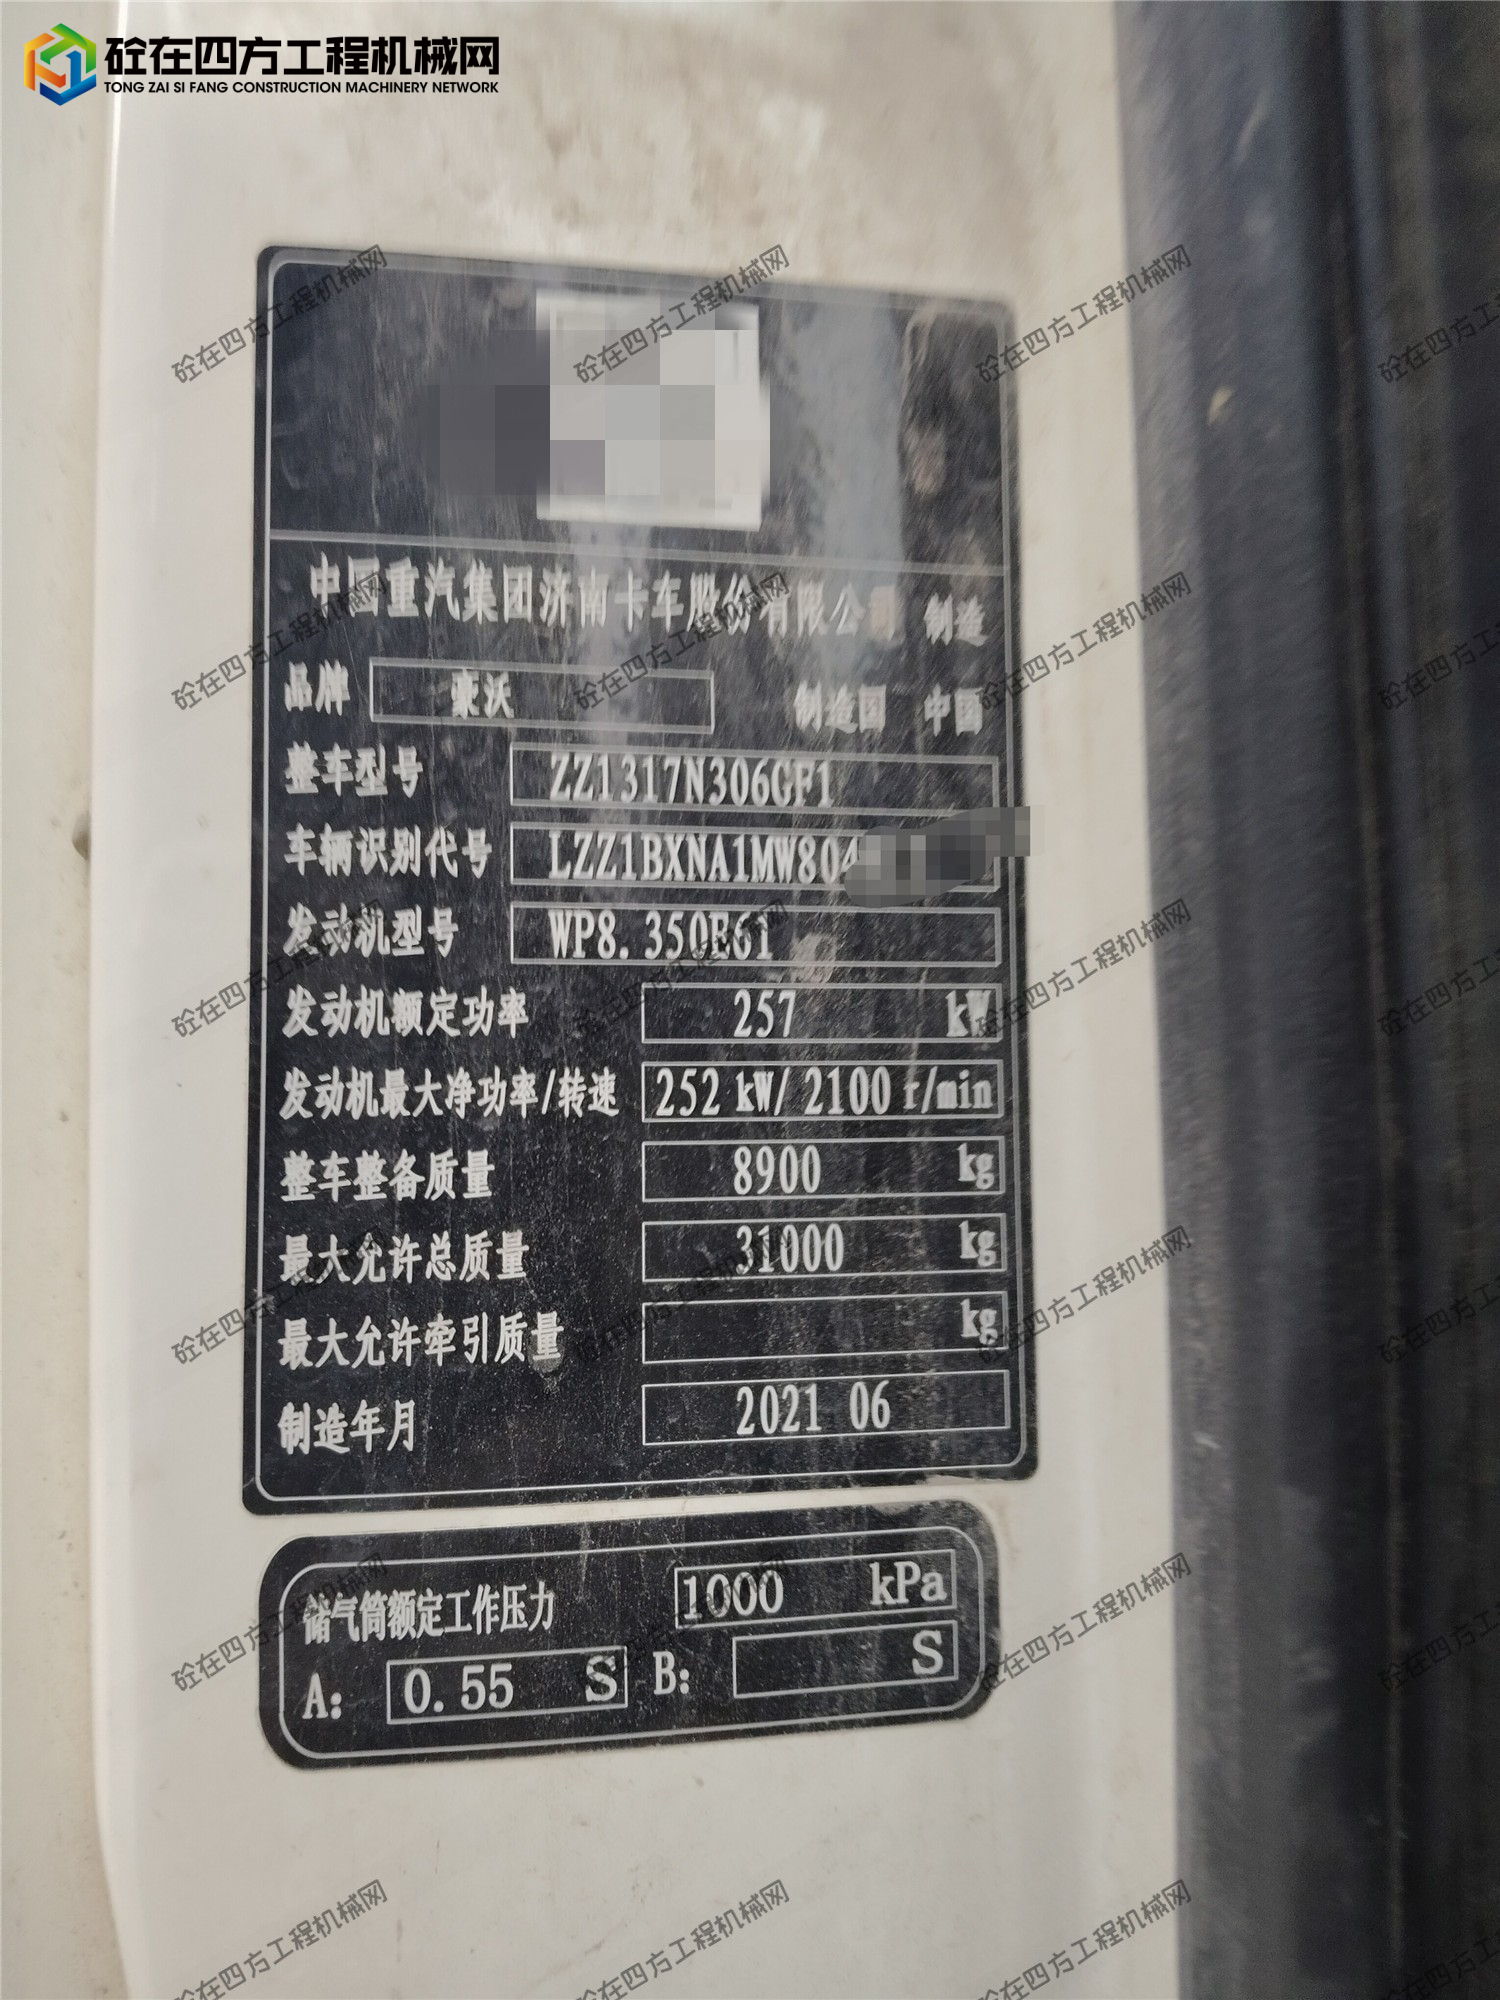 砼在四方工程机械网
TONG ZAI SI FANG CONSTRUCTION MACHINERY NETWORK
中国重汽集团济南卡车股份有限公司 制造
品牌 豪沃 制造国 中国
整车型号 ZZ1317N306GF1
车辆识别代号 LZZ1BXNA1MW804
发动机型号 WP8.350E61
发动机额定功率 257 kW
发动机最大净功率/转速 252 kW/ 2100 r/min
整车整备质量 8900 kg
最大允许总质量 31000 kg
最大允许牵引质量 kg
制造年月 2021 06
储气筒额定工作压力 1000 kPa
A: 0.55 S B: S